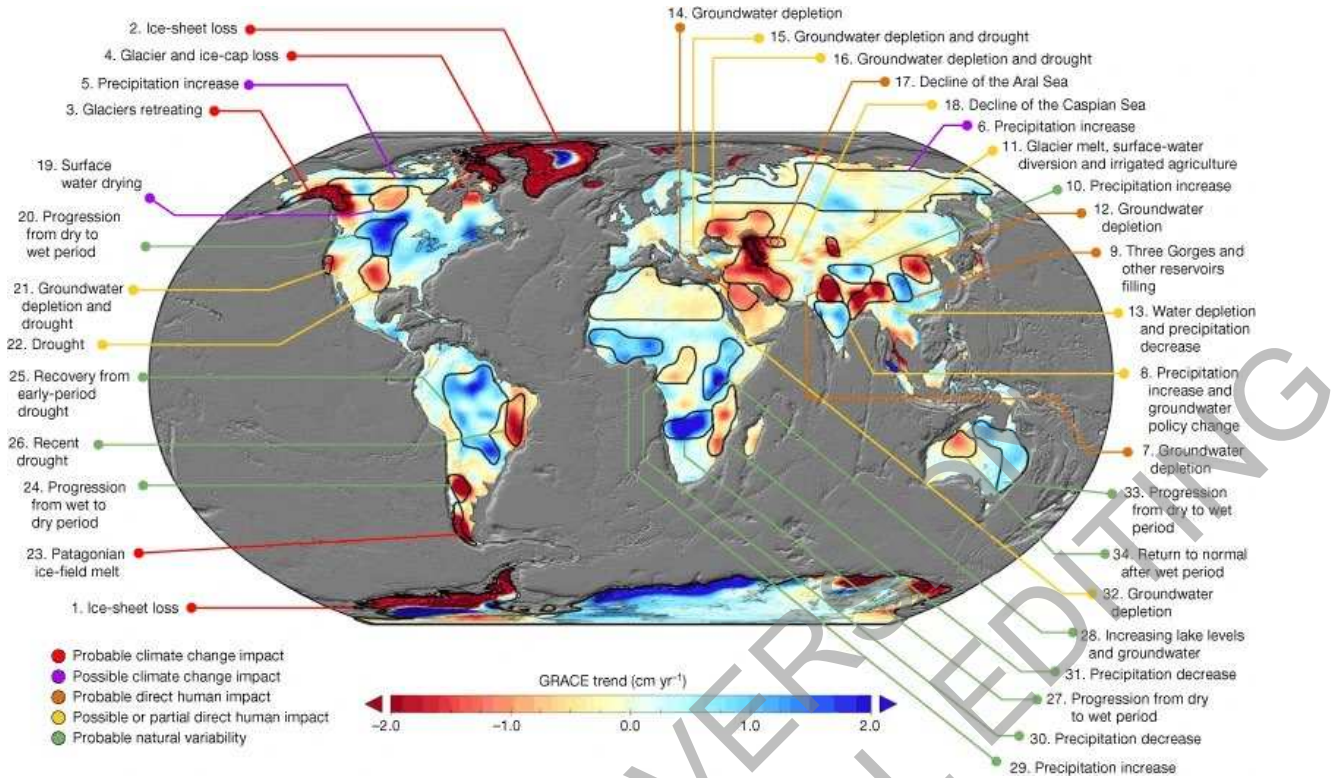 2. Ice-sheet loss
4. Glacier and ice-cap loss
5. Precipitation increase
3. Glaciers retreating
19. Surface
water drying
20. Progression
from dry to
wet period
21. Groundwater
depletion and
drought
22. Drought
25. Recovery from
early-period
drought
26. Recent
drought
24. Progression
from wet to
dry period
23. Patagonian
ice-field melt
1. Ice-sheet loss
14. Groundwater depletion
15. Groundwater depletion and drought
16. Groundwater depletion and drought
17. Decline of the Aral Sea
18. Decline of the Caspian Sea
6. Precipitation increase
11. Glacier melt, surface-water
diversion and irrigated agriculture
10. Precipitation increase
12. Groundwater
depletion
9. Three Gorges and
other reservoirs
filling
13. Water depletion
and precipitation
decrease
8. Precipitation
increase and
groundwater
policy change
7. Groundwater
depletion
33. Progression
from dry to wet
period
34. Return to normal
after wet period
32. Groundwater
depletion
28. Increasing lake levels
and groundwater
31. Precipitation decrease
27. Progression from dry
to wet period
30. Precipitation decrease
29. Precipitation increase
Probable climate change impact
Possible climate change impact
Probable direct human impact
Possible or partial direct human impact
Probable natural variability
GRACE trend (cm yr⁻¹)
−2.0 −1.0 0.0 1.0 2.0
EDITING